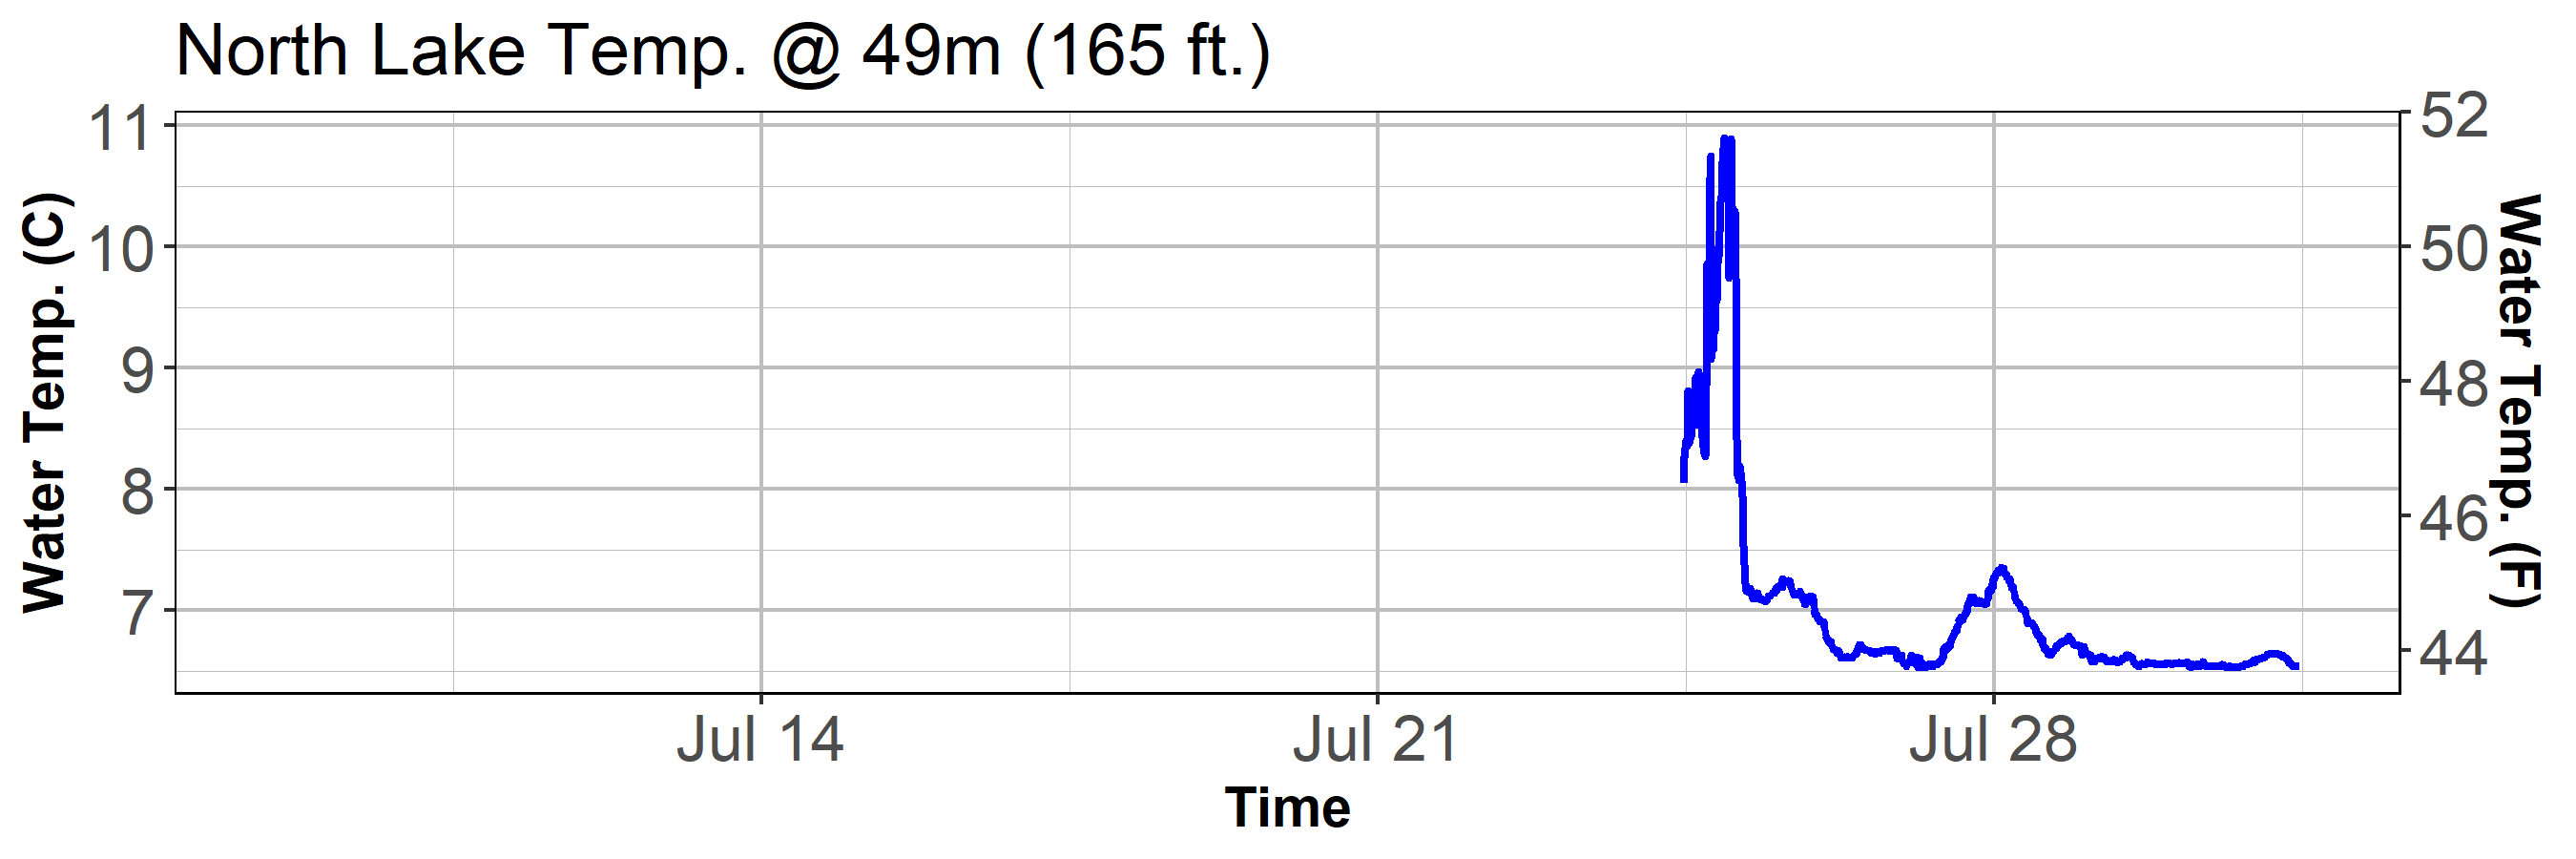 North Lake Temp. @ 49m (165 ft.)
Water Temp. (C)
11
10
9
8
7
52
50
48
46
44
Water Temp. (F)
Jul 14
Jul 21
Jul 28
Time